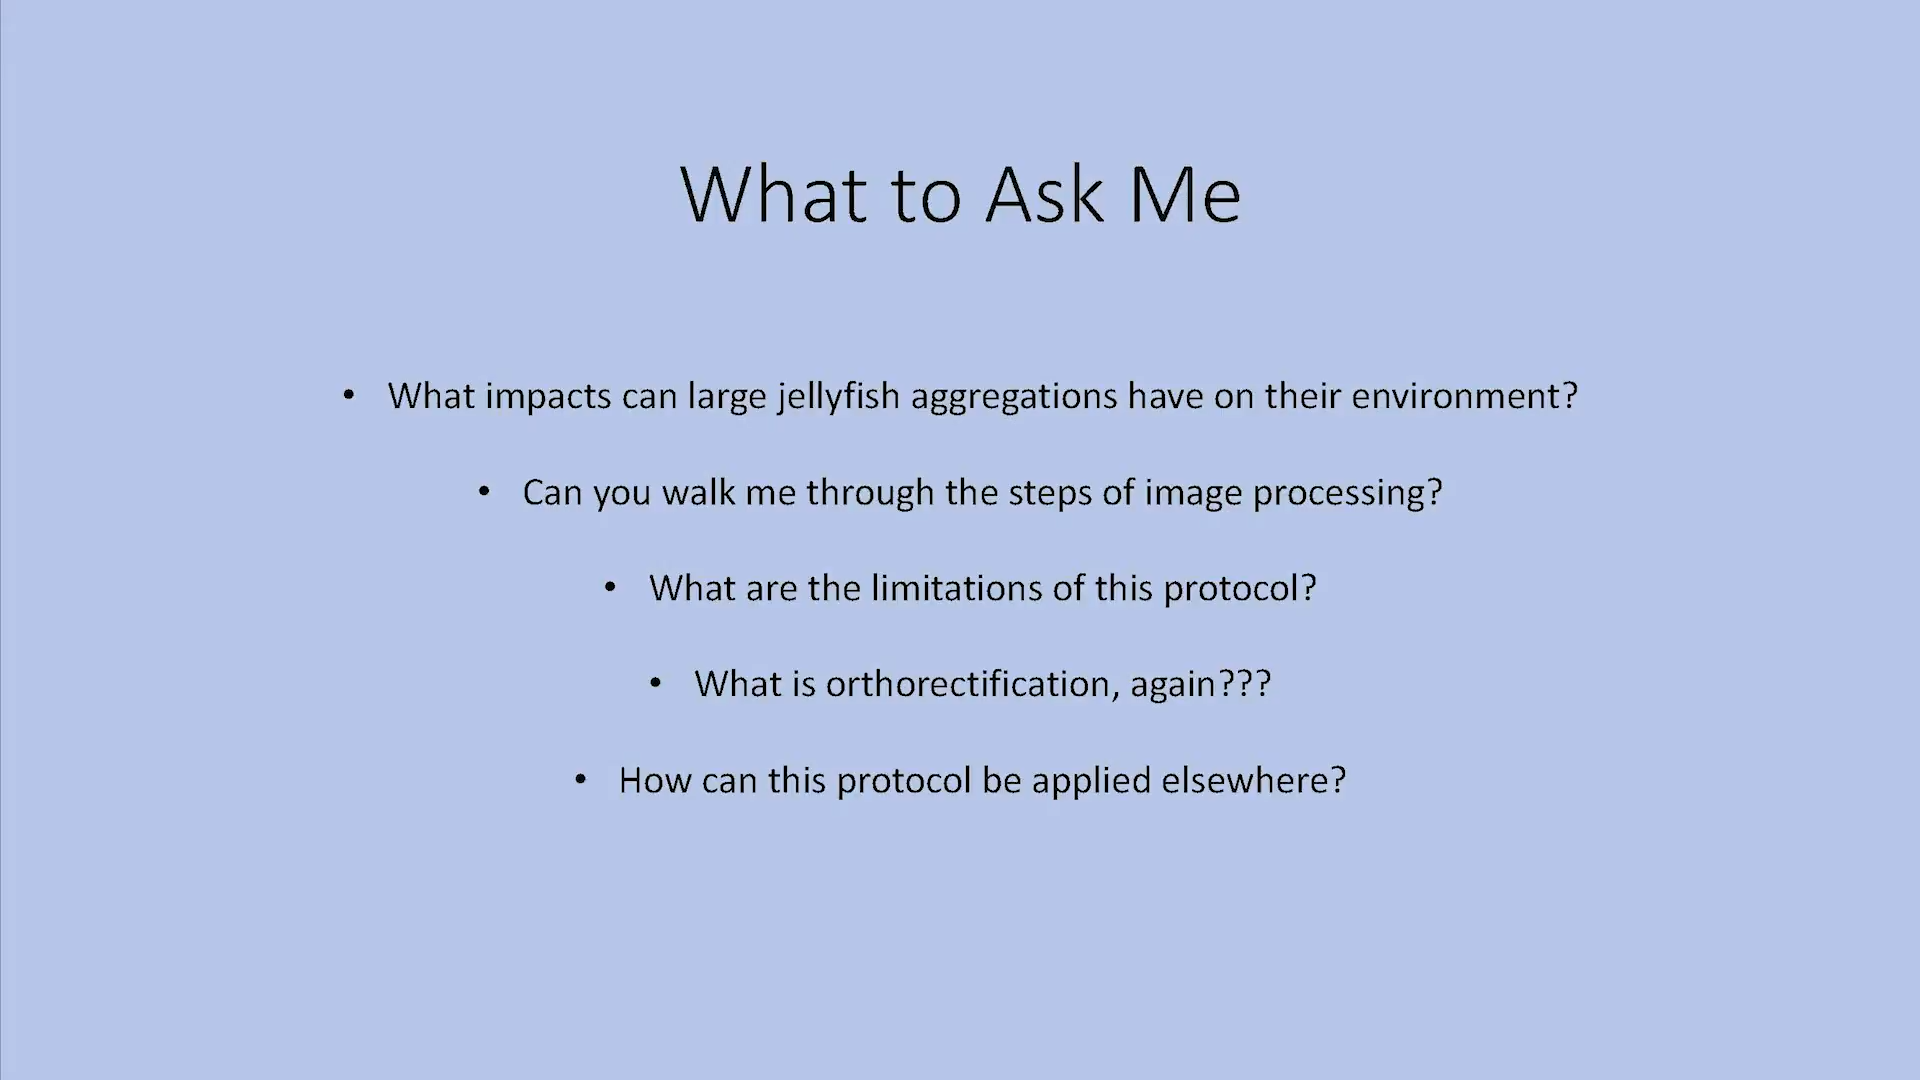 What to Ask Me
• What impacts can large jellyfish aggregations have on their environment?
• Can you walk me through the steps of image processing?
• What are the limitations of this protocol?
• What is orthorectification, again???
• How can this protocol be applied elsewhere?